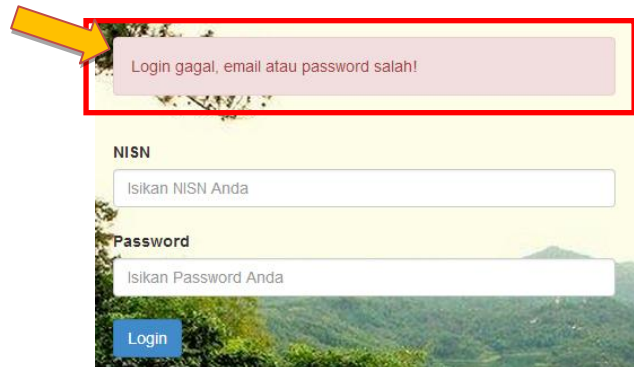 Login gagal, email atau password salah!
NISN
Isikan NISN Anda
Password
Isikan Password Anda
Login